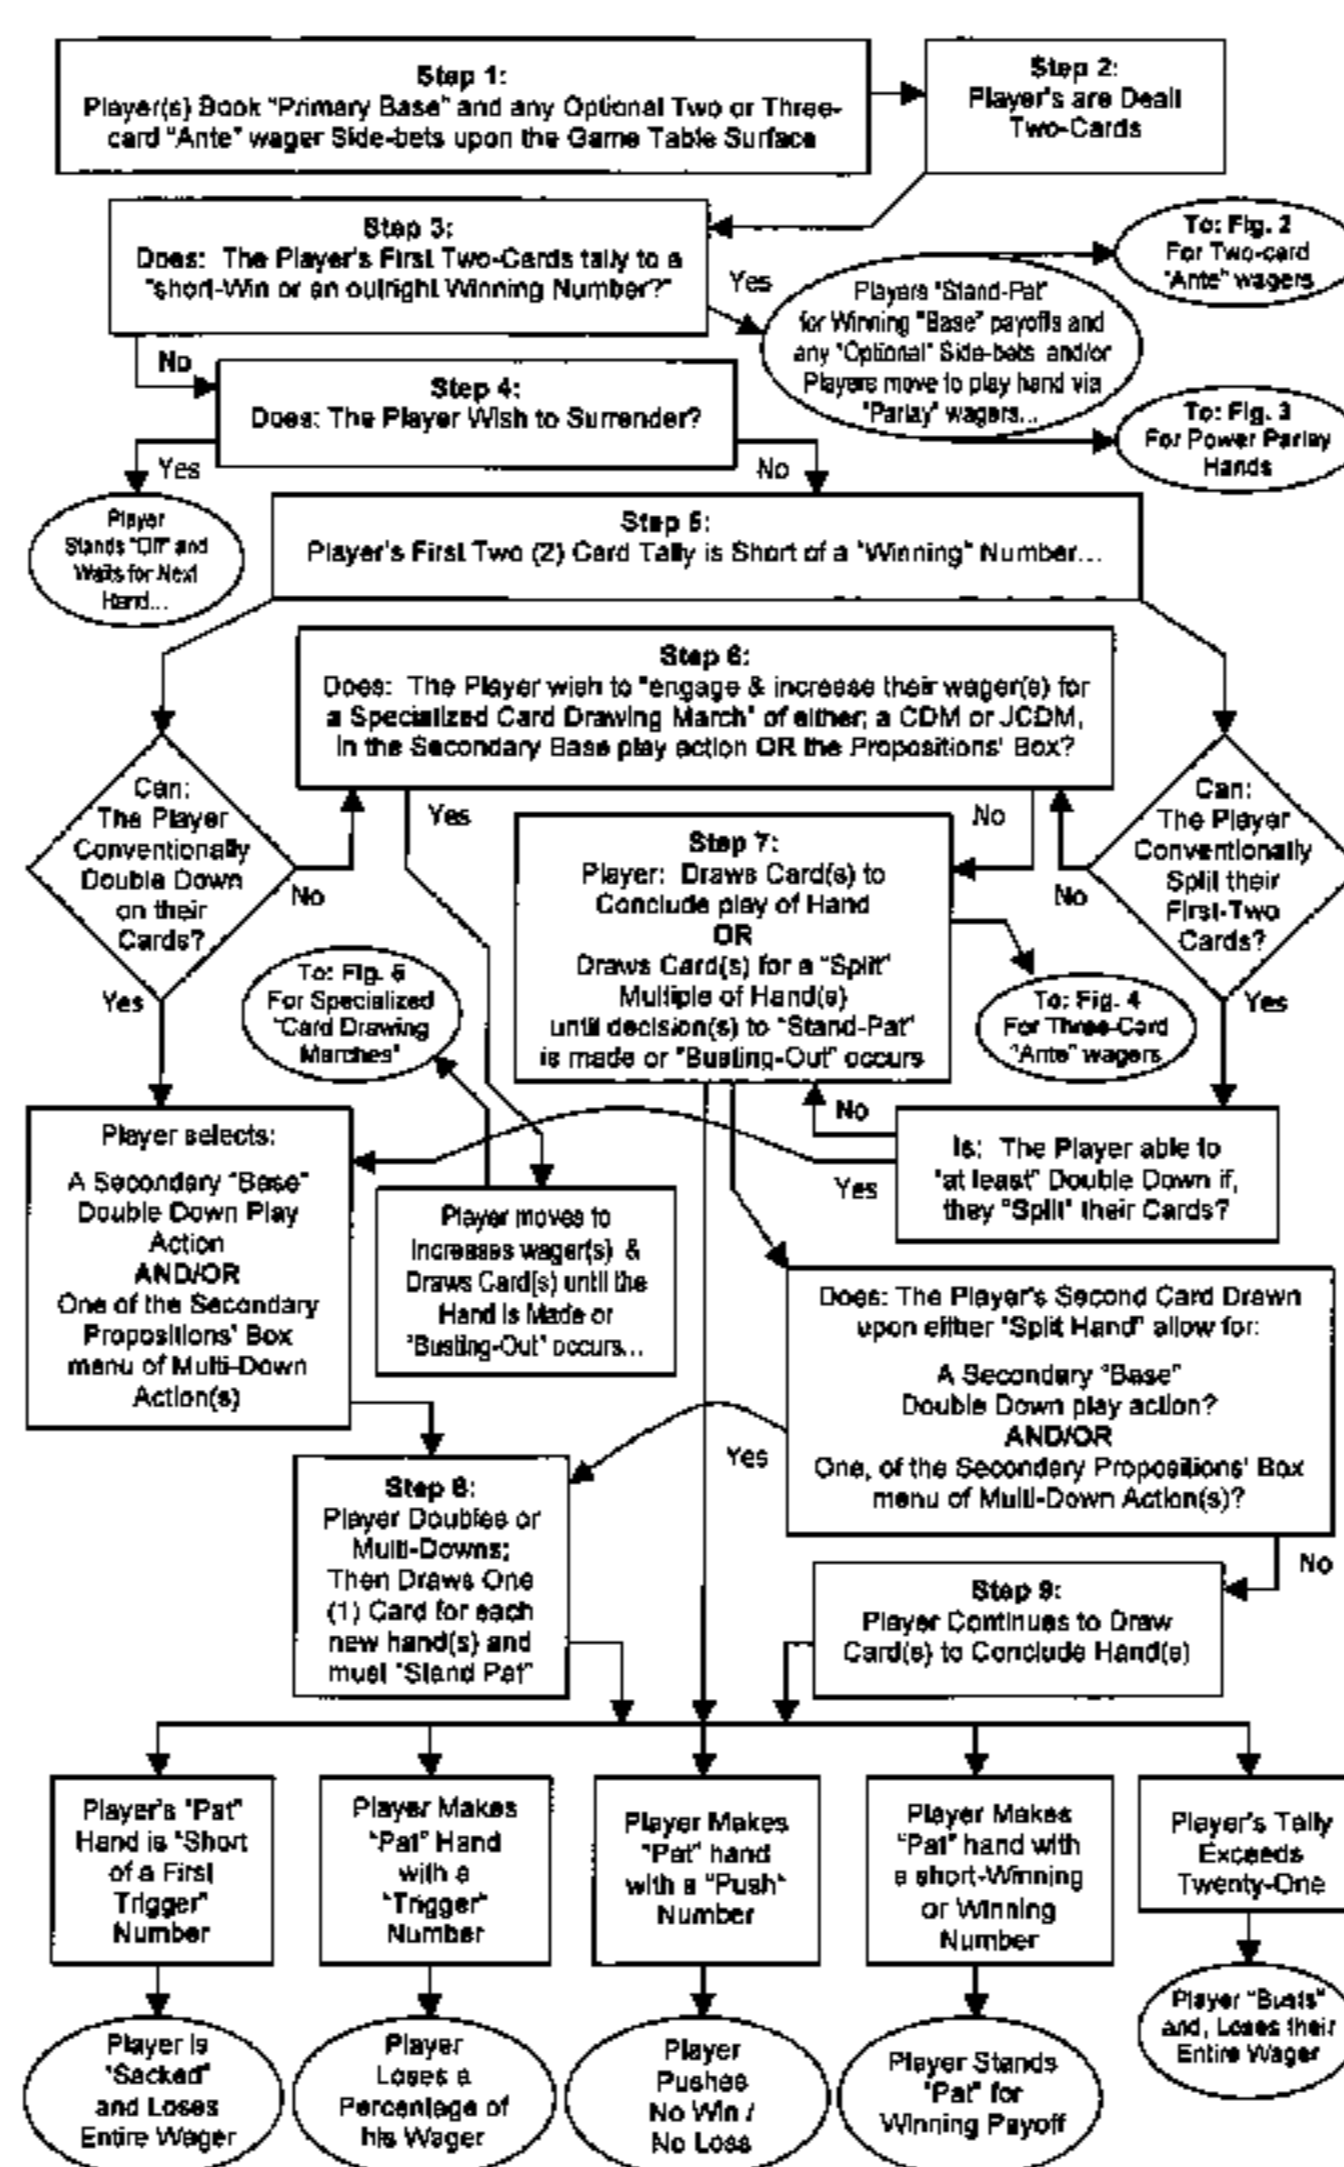 Step 1:
Player(s) Book "Primary Base" and any Optional Two or Three-
card "Ante" wager Side-bets upon the Game Table Surface
Step 2:
Player's are Dealt
Two-Cards
Step 3:
Does: The Player's First Two-Cards tally to a
"short-Win or an outright Winning Number?"
Yes
No
Players "Stand-Pat"
for Winning "Base" payoffs and
any "Optional" Side-bets and/or
Players move to play hand via
"Parlay" wagers...
To: Fig. 2
For Two-card
"Ante" wagers
To: Fig. 3
For Power Parlay
Hands
Step 4:
Does: The Player Wish to Surrender?
Yes
No
Player
Stands "Off" and
Waits for Next
Hand...
Step 5:
Player's First Two (2) Card Tally is Short of a "Winning" Number...
Step 6:
Does: The Player wish to "engage & increase their wager(s) for
a Specialized Card Drawing March" of either; a CDM or JCDM,
in the Secondary Base play action OR the Propositions' Box?
Can:
The Player
Conventionally
Double Down
on their
Cards?
No
Yes
Yes
No
Can:
The Player
Conventionally
Split their
First-Two
Cards?
No
Yes
Step 7:
Player: Draws Card(s) to
Conclude play of Hand
OR
Draws Card(s) for a "Split"
Multiple of Hand(s)
until decision(s) to "Stand-Pat"
is made or "Busting-Out" occurs
To: Fig. 5
For Specialized
"Card Drawing
Marches"
To: Fig. 4
For Three-Card
"Ante" wagers
Player selects:
A Secondary "Base"
Double Down Play
Action
AND/OR
One of the Secondary
Propositions' Box
menu of Multi-Down
Action(s)
Player moves to
Increases wager(s) &
Draws Card(s) until the
Hand is Made or
"Busting-Out" occurs...
No
Yes
Is: The Player able to
"at least" Double Down if,
they "Split" their Cards?
Does: The Player's Second Card Drawn
upon either "Split Hand" allow for:
A Secondary "Base"
Double Down play action?
AND/OR
One, of the Secondary Propositions' Box
menu of Multi-Down Action(s)?
Yes
No
Step 8:
Player Doubles or
Multi-Downs;
Then Draws One
(1) Card for each
new hand(s) and
must "Stand Pat"
Step 9:
Player Continues to Draw
Card(s) to Conclude Hand(s)
Player's "Pat"
Hand is "Short
of a First
Trigger"
Number
Player Makes
"Pat" Hand
with a
"Trigger"
Number
Player Makes
"Pat" hand
with a "Push"
Number
Player Makes
"Pat" hand with
a short-Winning
or Winning
Number
Player's Tally
Exceeds
Twenty-One
Player is
"Sacked"
and Loses
Entire Wager
Player
Loses a
Percentage of
his Wager
Player
Pushes
No Win /
No Loss
Player Stands
"Pat" for
Winning Payoff
Player "Busts"
and, Loses their
Entire Wager